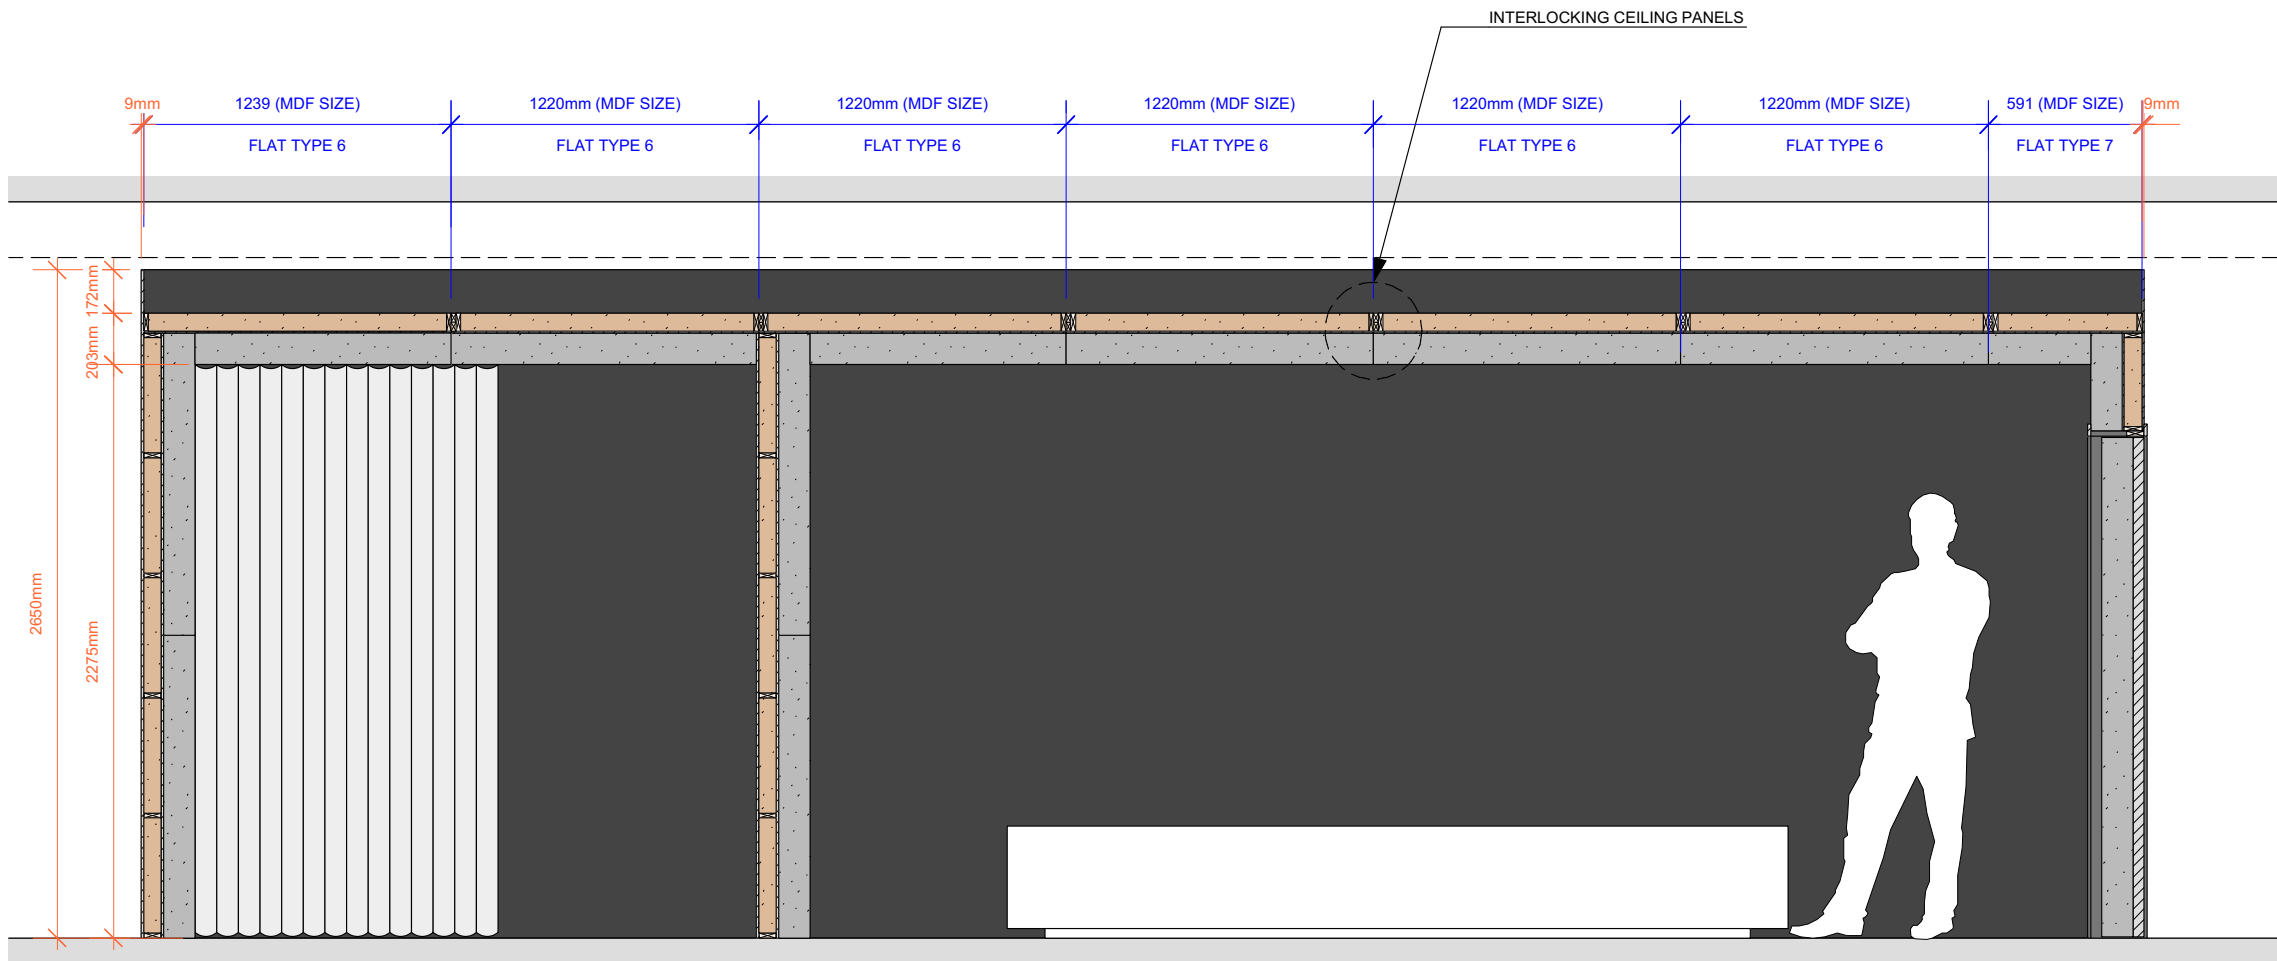 INTERLOCKING CEILING PANELS
9mm
1239 (MDF SIZE)
1220mm (MDF SIZE)
1220mm (MDF SIZE)
1220mm (MDF SIZE)
1220mm (MDF SIZE)
1220mm (MDF SIZE)
591 (MDF SIZE)
9mm
FLAT TYPE 6
FLAT TYPE 6
FLAT TYPE 6
FLAT TYPE 6
FLAT TYPE 6
FLAT TYPE 6
FLAT TYPE 7
172mm
203mm
2650mm
2275mm